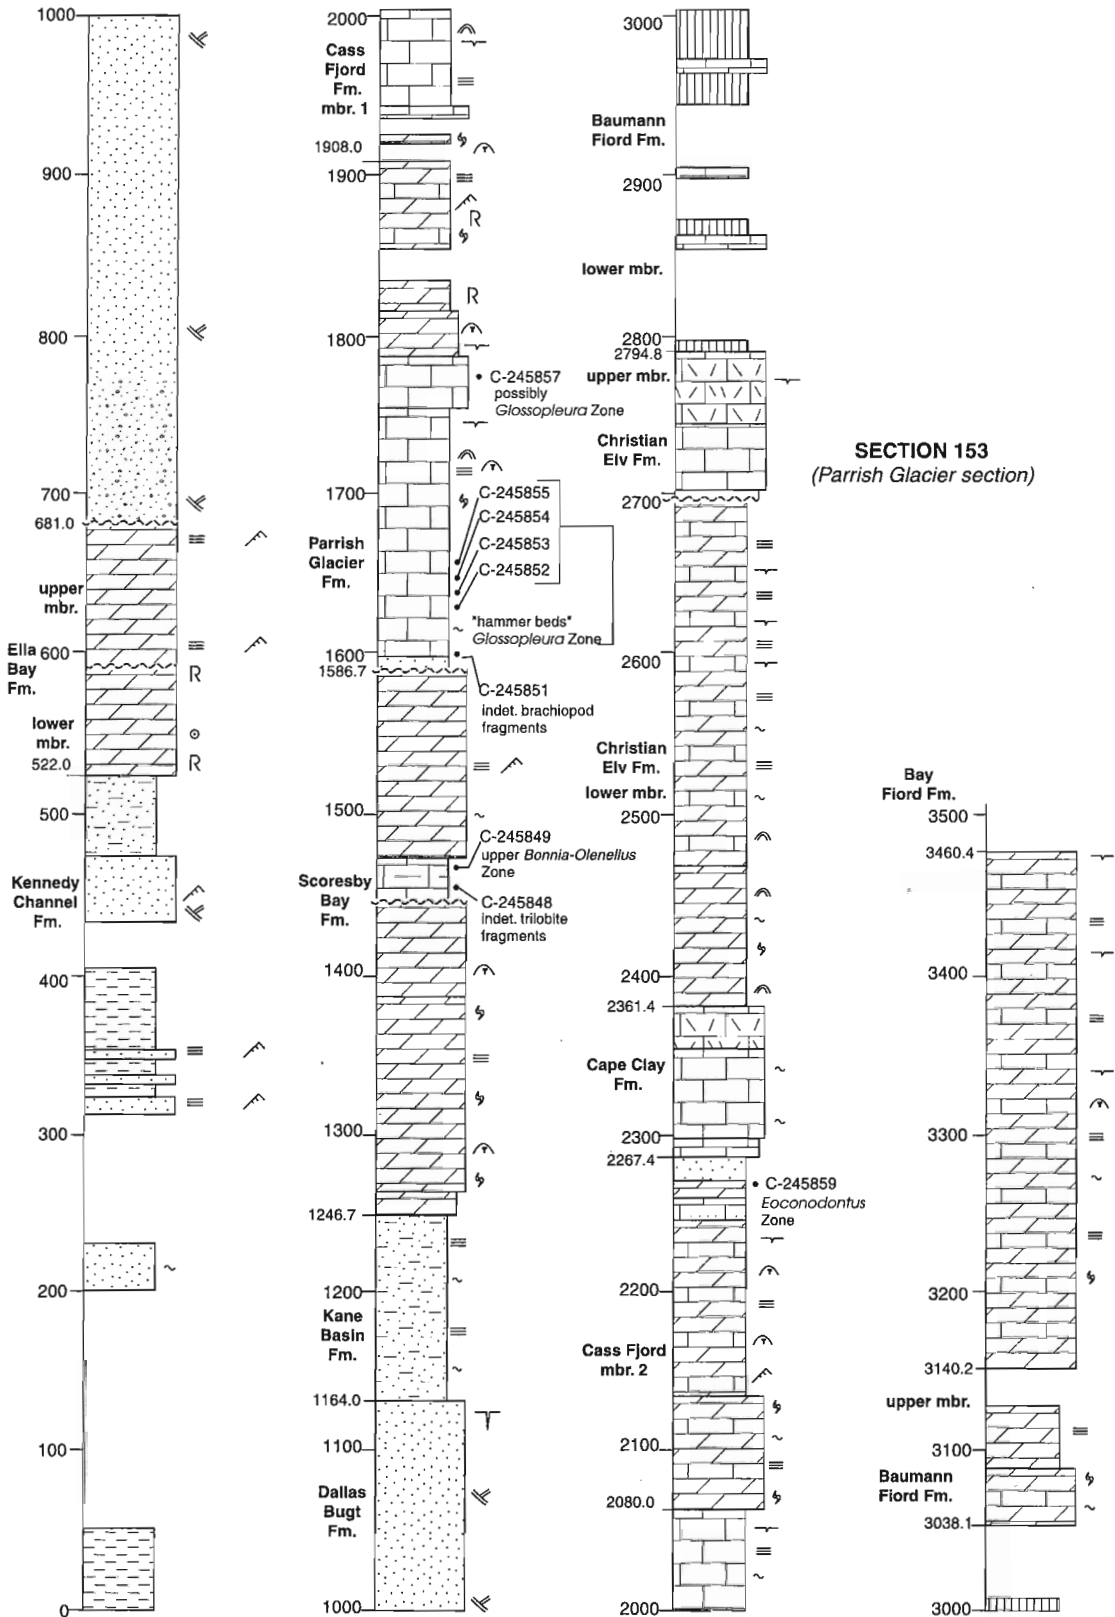 1000
900
800
700
681.0
upper
mbr.
Ella
Bay
Fm.
600
R
lower
mbr.
522.0
R
500
Kennedy
Channel
Fm.
400
300
200
100
0
2000
Cass
Fjord
Fm.
mbr. 1
1908.0
1900
R
R
1800
C-245857
possibly
Glossopleura Zone
1700
C-245855
C-245854
C-245853
C-245852
Parrish
Glacier
Fm.
"hammer beds"
Glossopleura Zone
1600
1586.7
C-245851
indet. brachiopod
fragments
1500
C-245849
upper Bonnia-Olenellus
Zone
Scoresby
Bay
Fm.
C-245848
indet. trilobite
fragments
1400
1300
1246.7
1200
Kane
Basin
Fm.
1164.0
1100
Dallas
Bugt
Fm.
1000
3000
Baumann
Fiord Fm.
2900
lower mbr.
2800
2794.8
upper mbr.
Christian
Elv Fm.
2700
2600
Christian
Elv Fm.
lower mbr.
2500
2400
2361.4
Cape Clay
Fm.
2300
2267.4
C-245859
Eoconodontus
Zone
2200
Cass Fjord
mbr. 2
2100
2080.0
2000
SECTION 153
(Parrish Glacier section)
Bay
Fiord Fm.
3500
3460.4
3400
3300
3200
3140.2
upper mbr.
3100
Baumann
Fiord Fm.
3038.1
3000